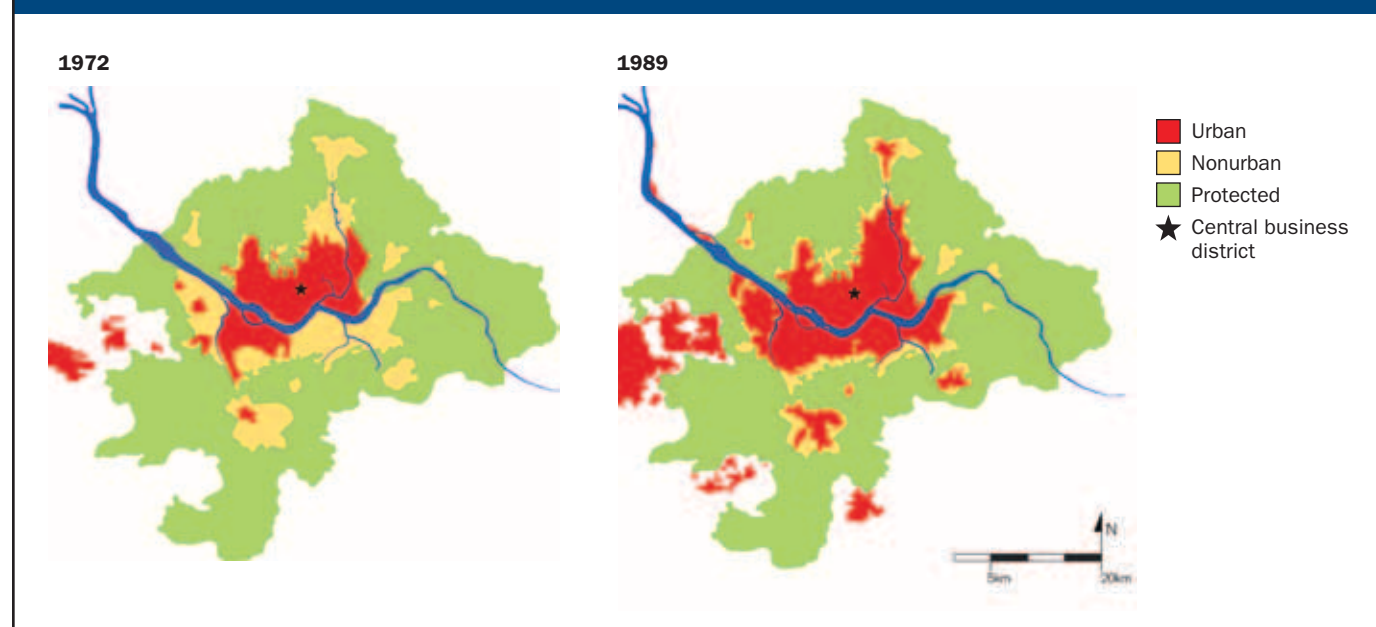 1972
1989
Urban
Nonurban
Protected
Central business
district
N
5km
20km